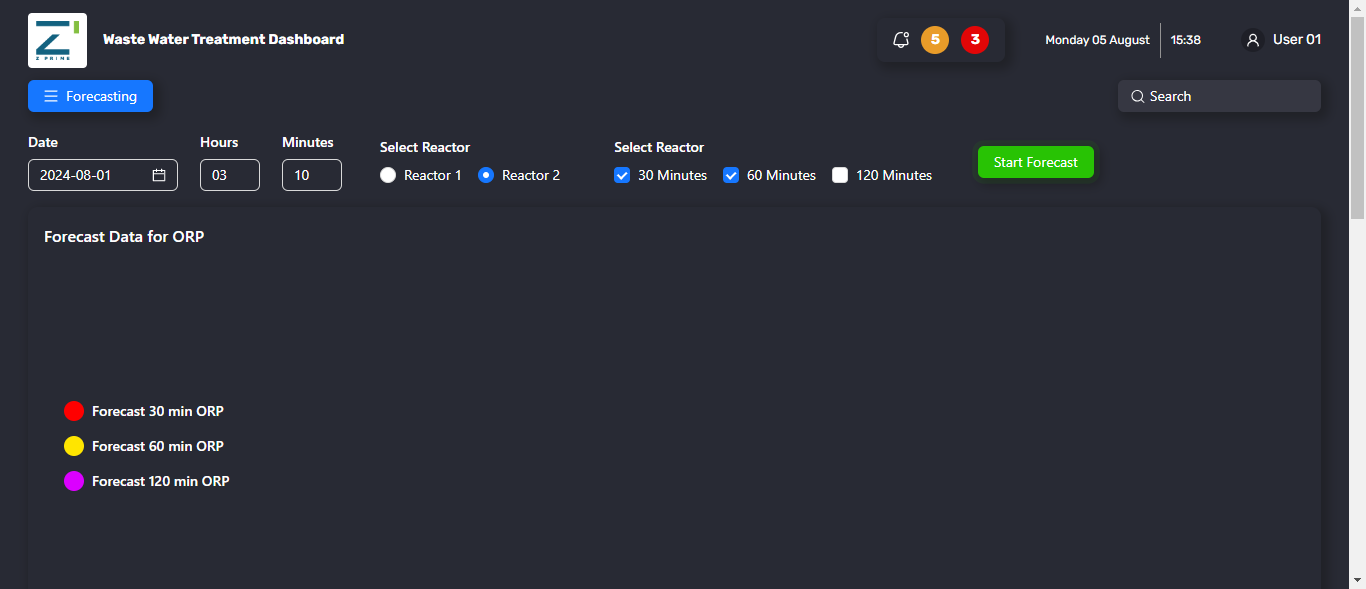 Z PRIME
Waste Water Treatment Dashboard
5
3
Monday 05 August
15:38
User 01
Forecasting
Search
Date
Hours
Minutes
Select Reactor
Select Reactor
2024-08-01
03
10
Reactor 1
Reactor 2
30 Minutes
60 Minutes
120 Minutes
Start Forecast
Forecast Data for ORP
Forecast 30 min ORP
Forecast 60 min ORP
Forecast 120 min ORP